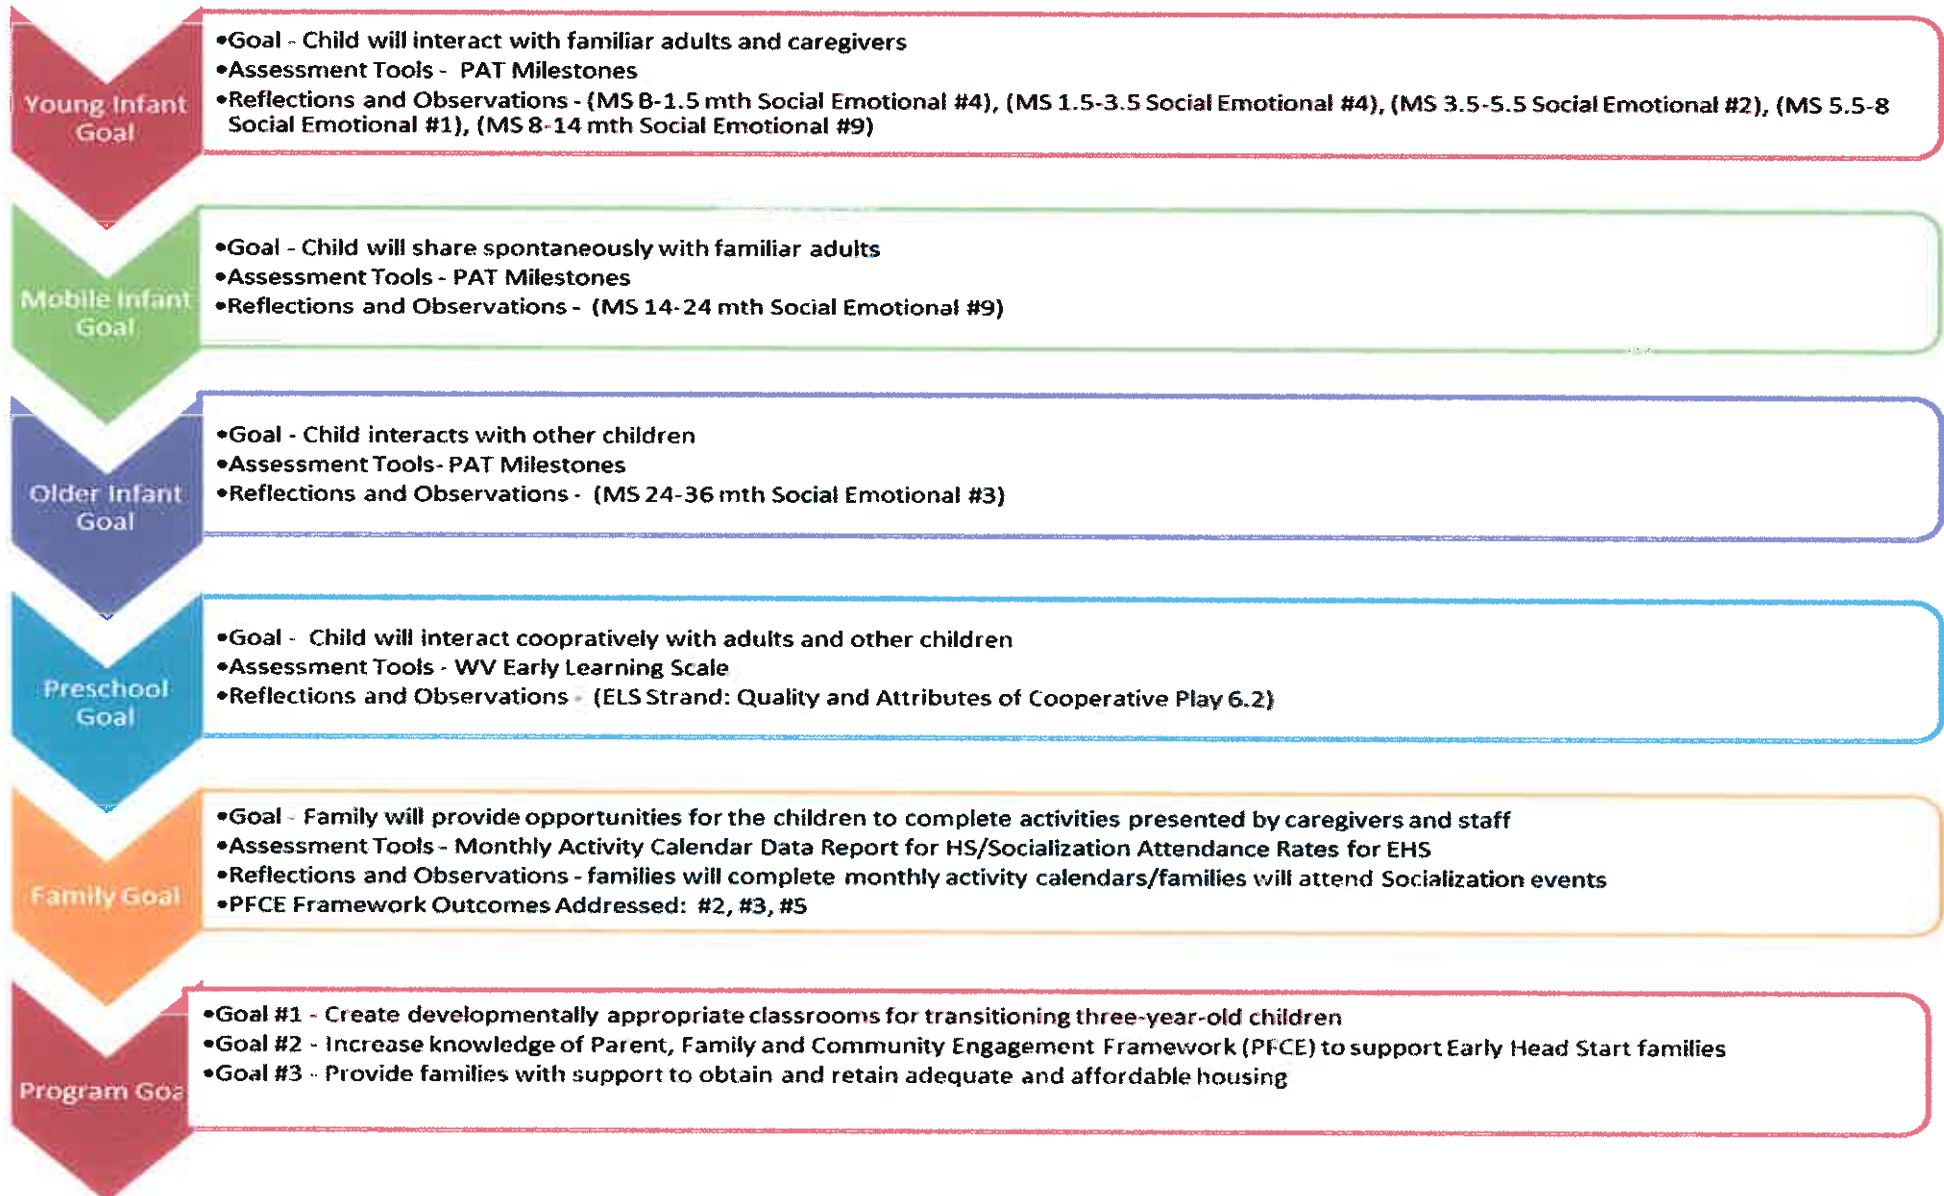 Young Infant
Goal
•Goal - Child will interact with familiar adults and caregivers
•Assessment Tools - PAT Milestones
•Reflections and Observations - (MS B-1.5 mth Social Emotional #4), (MS 1.5-3.5 Social Emotional #4), (MS 3.5-5.5 Social Emotional #2), (MS 5.5-8
Social Emotional #1), (MS 8-14 mth Social Emotional #9)
Mobile Infant
Goal
•Goal - Child will share spontaneously with familiar adults
•Assessment Tools - PAT Milestones
•Reflections and Observations - (MS 14-24 mth Social Emotional #9)
Older Infant
Goal
•Goal - Child interacts with other children
•Assessment Tools- PAT Milestones
•Reflections and Observations - (MS 24-36 mth Social Emotional #3)
Preschool
Goal
•Goal - Child will interact coopratively with adults and other children
•Assessment Tools - WV Early Learning Scale
•Reflections and Observations - (ELS Strand: Quality and Attributes of Cooperative Play 6.2)
Family Goal
•Goal - Family will provide opportunities for the children to complete activities presented by caregivers and staff
•Assessment Tools - Monthly Activity Calendar Data Report for HS/Socialization Attendance Rates for EHS
•Reflections and Observations - families will complete monthly activity calendars/families will attend Socialization events
•PFCE Framework Outcomes Addressed: #2, #3, #5
Program Goa
•Goal #1 - Create developmentally appropriate classrooms for transitioning three-year-old children
•Goal #2 - Increase knowledge of Parent, Family and Community Engagement Framework (PFCE) to support Early Head Start families
•Goal #3 - Provide families with support to obtain and retain adequate and affordable housing